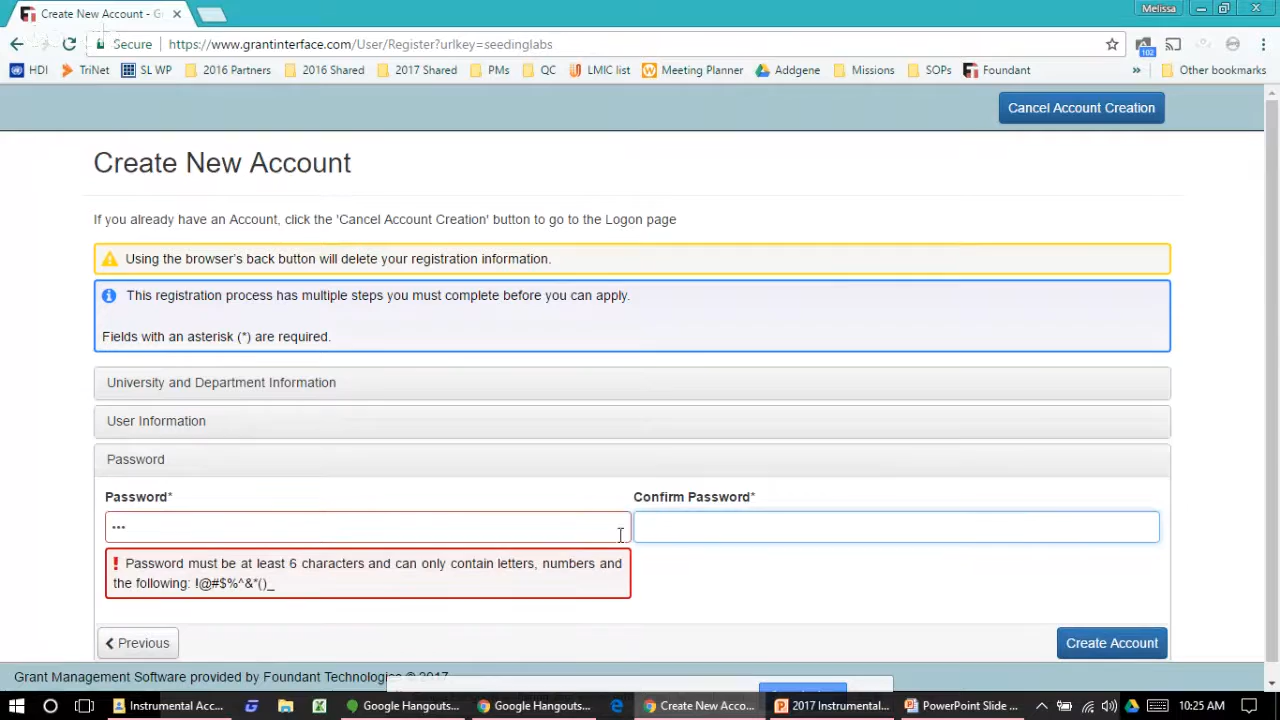 Create New Account - G
Melissa
Secure
https://www.grantinterface.com/User/Register?urlkey=seedinglabs
102
HDI
TriNet
SL WP
2016 Partners
2016 Shared
2017 Shared
PMs
QC
LMIC list
Meeting Planner
Addgene
Missions
SOPs
Foundant
»
Other bookmarks
Cancel Account Creation
Create New Account
If you already have an Account, click the 'Cancel Account Creation' button to go to the Logon page
Using the browser's back button will delete your registration information.
This registration process has multiple steps you must complete before you can apply.
Fields with an asterisk (*) are required.
University and Department Information
User Information
Password
Password*
Confirm Password*
•••
! Password must be at least 6 characters and can only contain letters, numbers and
the following: !@#$%^&*()_
Previous
Create Account
Grant Management Software provided by Foundant Technologies © 2017
Instrumental Acc...
Google Hangouts...
Google Hangouts...
Create New Acco...
2017 Instrumental...
PowerPoint Slide ...
10:25 AM